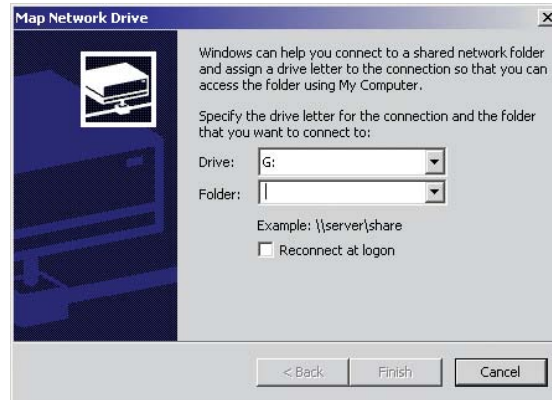 Map Network Drive
Windows can help you connect to a shared network folder
and assign a drive letter to the connection so that you can
access the folder using My Computer.
Specify the drive letter for the connection and the folder
that you want to connect to:
Drive: G:
Folder:
Example: \\server\share
Reconnect at logon
< Back Finish Cancel